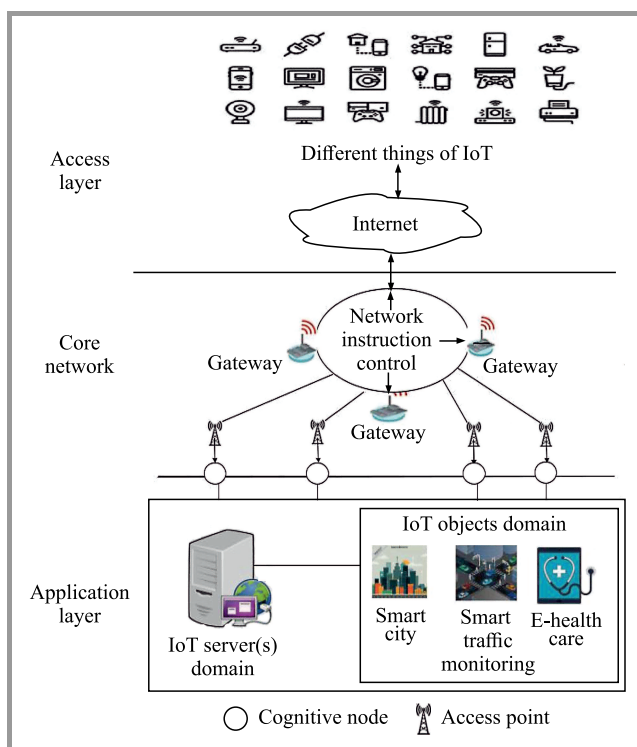 Different things of IoT
Access
layer
Internet
Network
instruction
control
Core
network
Gateway
Gateway
Gateway
IoT objects domain
Application
layer
IoT server(s)
domain
Smart
city
Smart
traffic
monitoring
E-health
care
Cognitive node
Access point